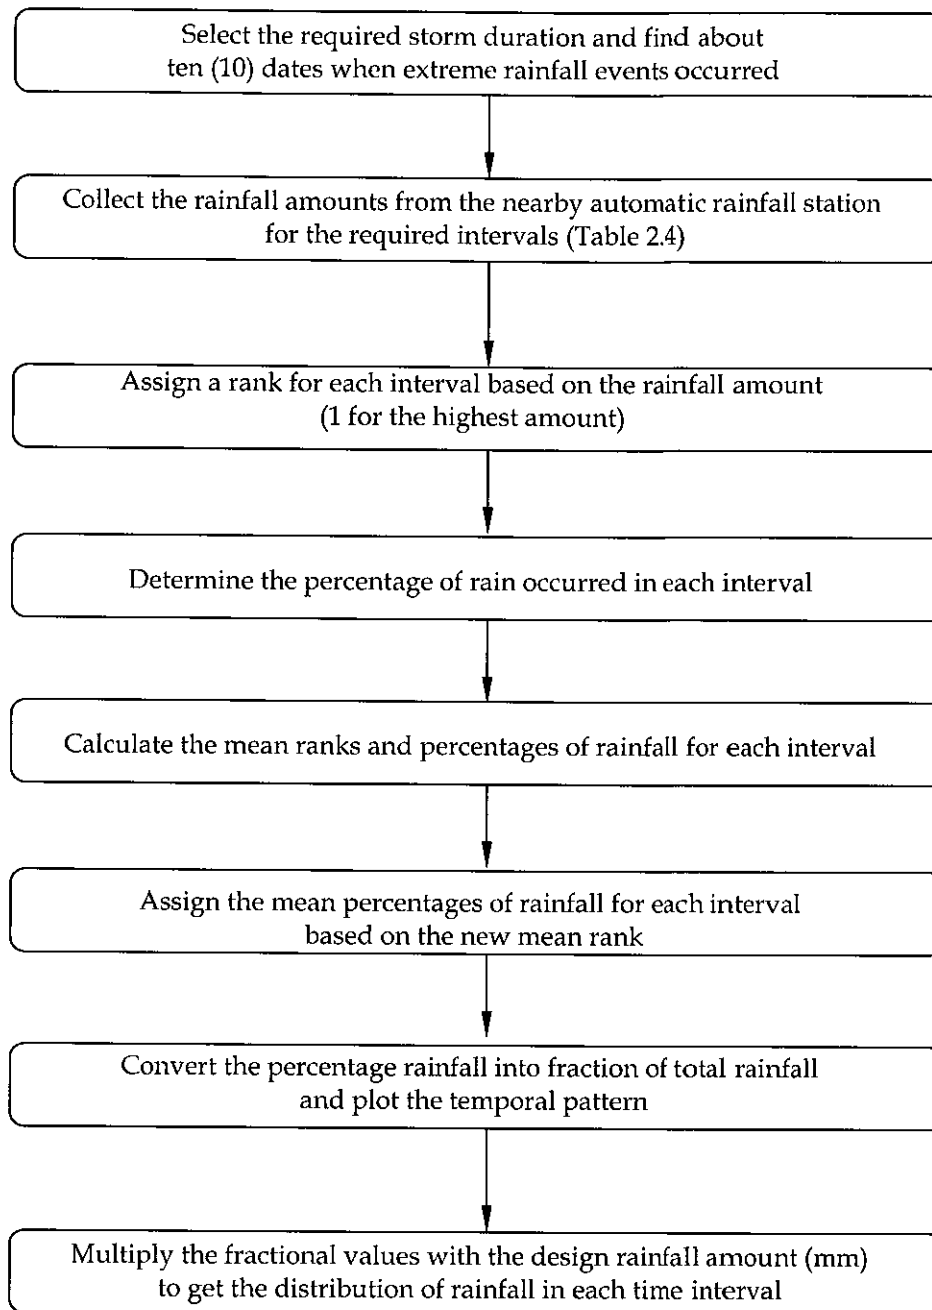 Select the required storm duration and find about
ten (10) dates when extreme rainfall events occurred
Collect the rainfall amounts from the nearby automatic rainfall station
for the required intervals (Table 2.4)
Assign a rank for each interval based on the rainfall amount
(1 for the highest amount)
Determine the percentage of rain occurred in each interval
Calculate the mean ranks and percentages of rainfall for each interval
Assign the mean percentages of rainfall for each interval
based on the new mean rank
Convert the percentage rainfall into fraction of total rainfall
and plot the temporal pattern
Multiply the fractional values with the design rainfall amount (mm)
to get the distribution of rainfall in each time interval